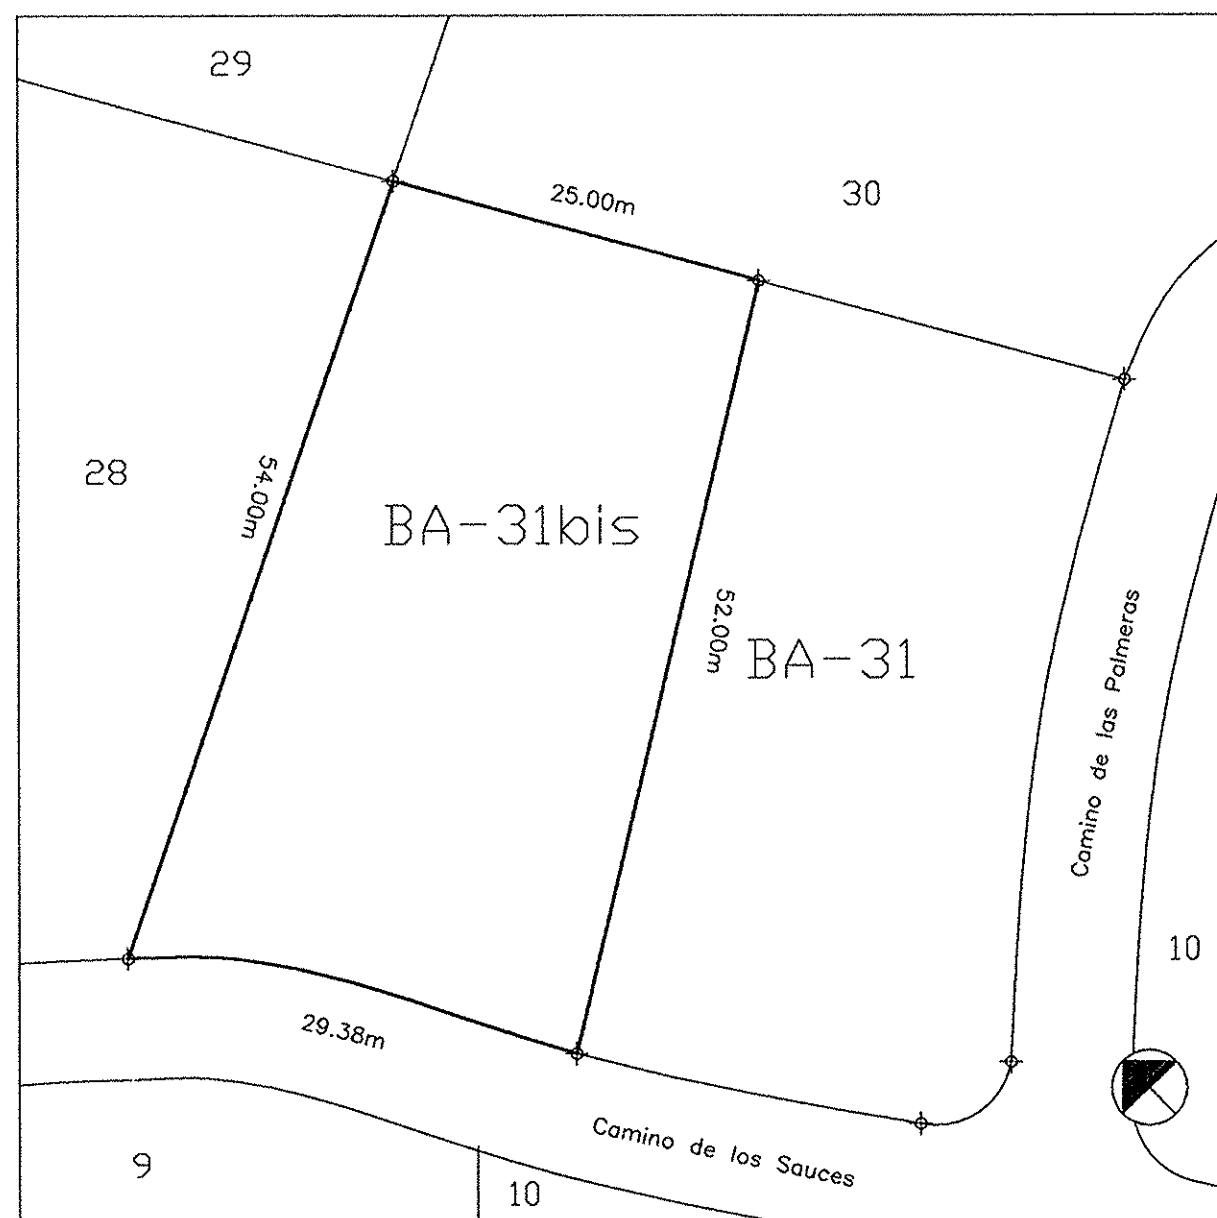 29
25.00m
30
28
54.00m
BA-31bis
52.00m
BA-31
Camino de las Palmeras
10
29.38m
Camino de los Sauces
9
10